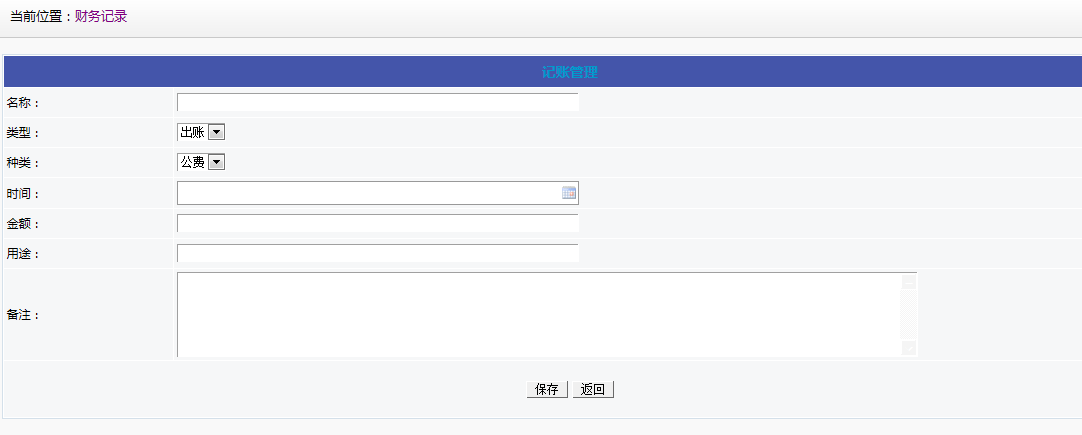 当前位置：财务记录
记账管理
名称：
类型： 出账
种类： 公费
时间：
金额：
用途：
备注：
保存 返回